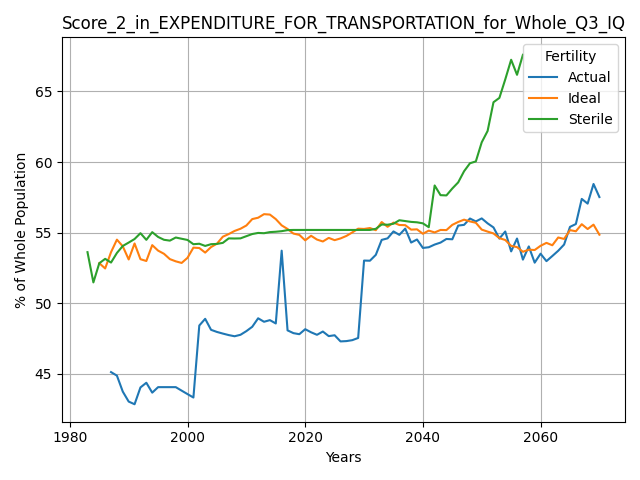 Score_2_in_EXPENDITURE_FOR_TRANSPORTATION_for_Whole_Q3_IQ
Fertility
Actual
Ideal
Sterile
% of Whole Population
65
60
55
50
45
1980
2000
2020
2040
2060
Years